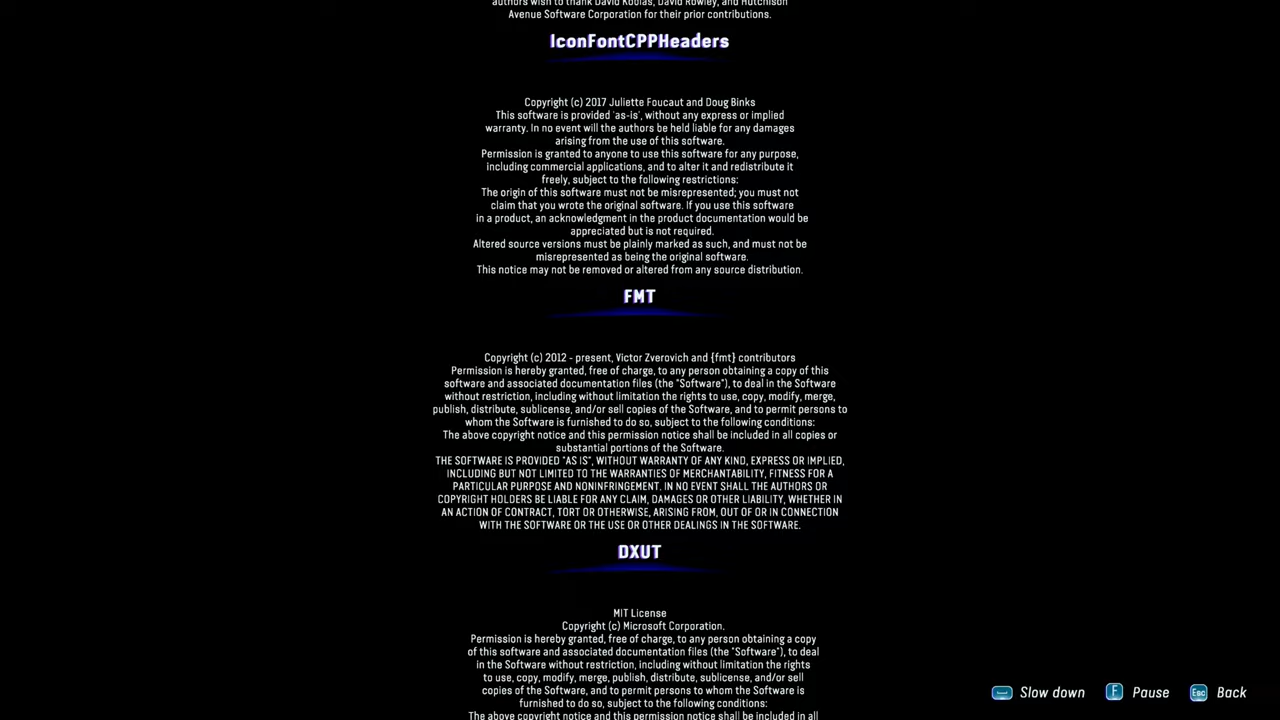 authors wish to thank David Koblas, David Rowley, and Hutchison
Avenue Software Corporation for their prior contributions.
IconFontCPPHeaders
Copyright (c) 2017 Juliette Foucaut and Doug Binks
This software is provided 'as-is', without any express or implied
warranty. In no event will the authors be held liable for any damages
arising from the use of this software.
Permission is granted to anyone to use this software for any purpose,
including commercial applications, and to alter it and redistribute it
freely, subject to the following restrictions:
The origin of this software must not be misrepresented; you must not
claim that you wrote the original software. If you use this software
in a product, an acknowledgment in the product documentation would be
appreciated but is not required.
Altered source versions must be plainly marked as such, and must not be
misrepresented as being the original software.
This notice may not be removed or altered from any source distribution.
FMT
Copyright (c) 2012 - present, Victor Zverovich and {fmt} contributors
Permission is hereby granted, free of charge, to any person obtaining a copy of this
software and associated documentation files (the "Software"), to deal in the Software
without restriction, including without limitation the rights to use, copy, modify, merge,
publish, distribute, sublicense, and/or sell copies of the Software, and to permit persons to
whom the Software is furnished to do so, subject to the following conditions:
The above copyright notice and this permission notice shall be included in all copies or
substantial portions of the Software.
THE SOFTWARE IS PROVIDED "AS IS", WITHOUT WARRANTY OF ANY KIND, EXPRESS OR IMPLIED,
INCLUDING BUT NOT LIMITED TO THE WARRANTIES OF MERCHANTABILITY, FITNESS FOR A
PARTICULAR PURPOSE AND NONINFRINGEMENT. IN NO EVENT SHALL THE AUTHORS OR
COPYRIGHT HOLDERS BE LIABLE FOR ANY CLAIM, DAMAGES OR OTHER LIABILITY, WHETHER IN
AN ACTION OF CONTRACT, TORT OR OTHERWISE, ARISING FROM, OUT OF OR IN CONNECTION
WITH THE SOFTWARE OR THE USE OR OTHER DEALINGS IN THE SOFTWARE.
DXUT
MIT License
Copyright (c) Microsoft Corporation.
Permission is hereby granted, free of charge, to any person obtaining a copy
of this software and associated documentation files (the "Software"), to deal
in the Software without restriction, including without limitation the rights
to use, copy, modify, merge, publish, distribute, sublicense, and/or sell
copies of the Software, and to permit persons to whom the Software is
furnished to do so, subject to the following conditions:
The above copyright notice and this permission notice shall be included in all
Slow down F Pause Esc Back